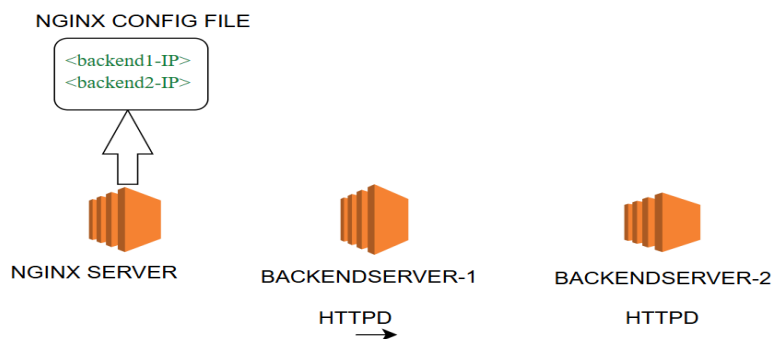 NGINX CONFIG FILE
<backend1-IP>
<backend2-IP>
NGINX SERVER
BACKENDSERVER-1
BACKENDSERVER-2
HTTPD
HTTPD